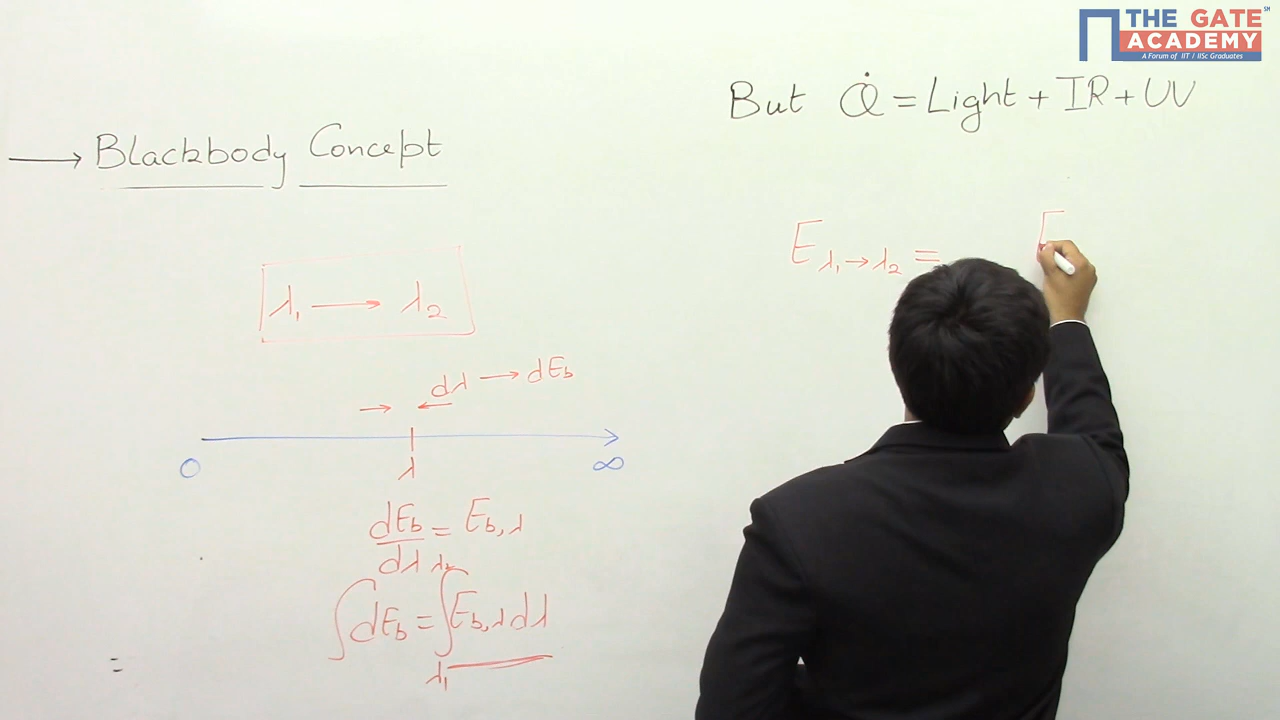 THE GATE
ACADEMY
SM
A Forum of IIT / IISc Graduates
But Q̇ = Light + IR + UV
→ Blackbody Concept
E λ₁→λ₂ = E
λ₁ → λ₂
dλ → dEb
0 λ ∞
dEb/dλ = Eb,λ
∫dEb = ∫λ₁^λ₂ Eb,λ dλ
=